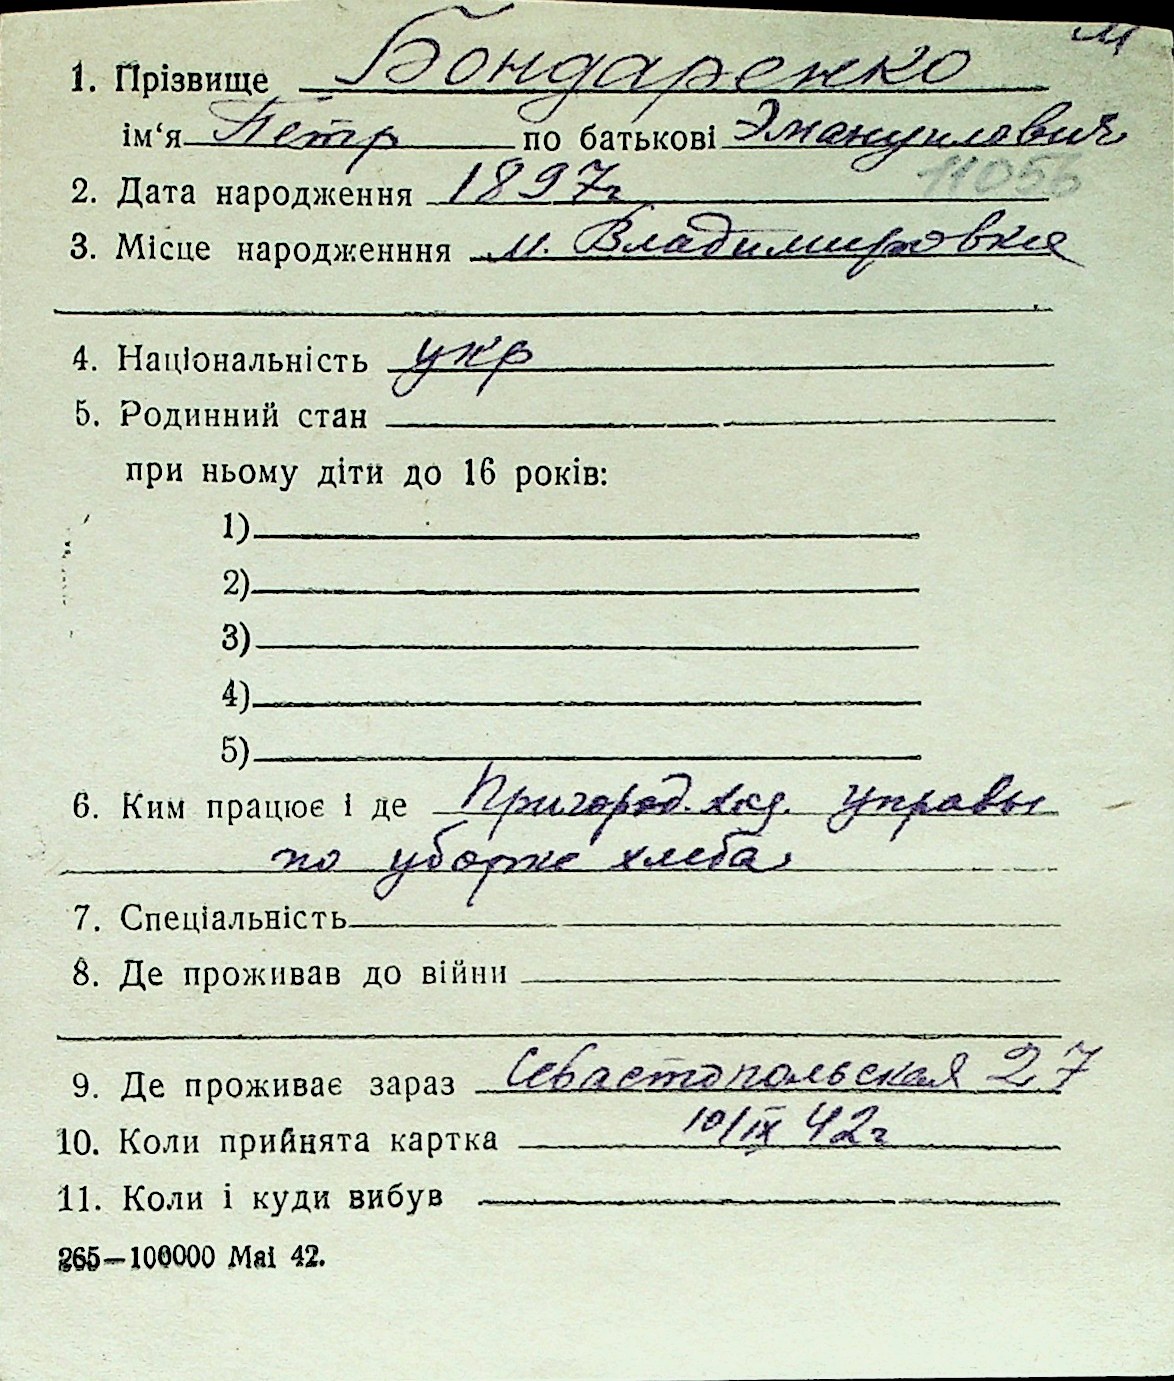 м
1. Прізвище Бондаренко
ім‘я Петр по батькові Эмануилович
11056
2. Дата народження 1897г
3. Місце народженння м. Владимировка
4. Національність укр
5. Родинний стан
при ньому діти до 16 років:
1)
2)
3)
4)
5)
6. Ким працює і де Пригород. управы
по уборке хлеба
7. Спеціальність
8. Де проживав до війни
9. Де проживає зараз Севастопольская 27
10. Коли прийнята картка 10/IX 42г
11. Коли і куди вибув
265—100000 Mai 42.